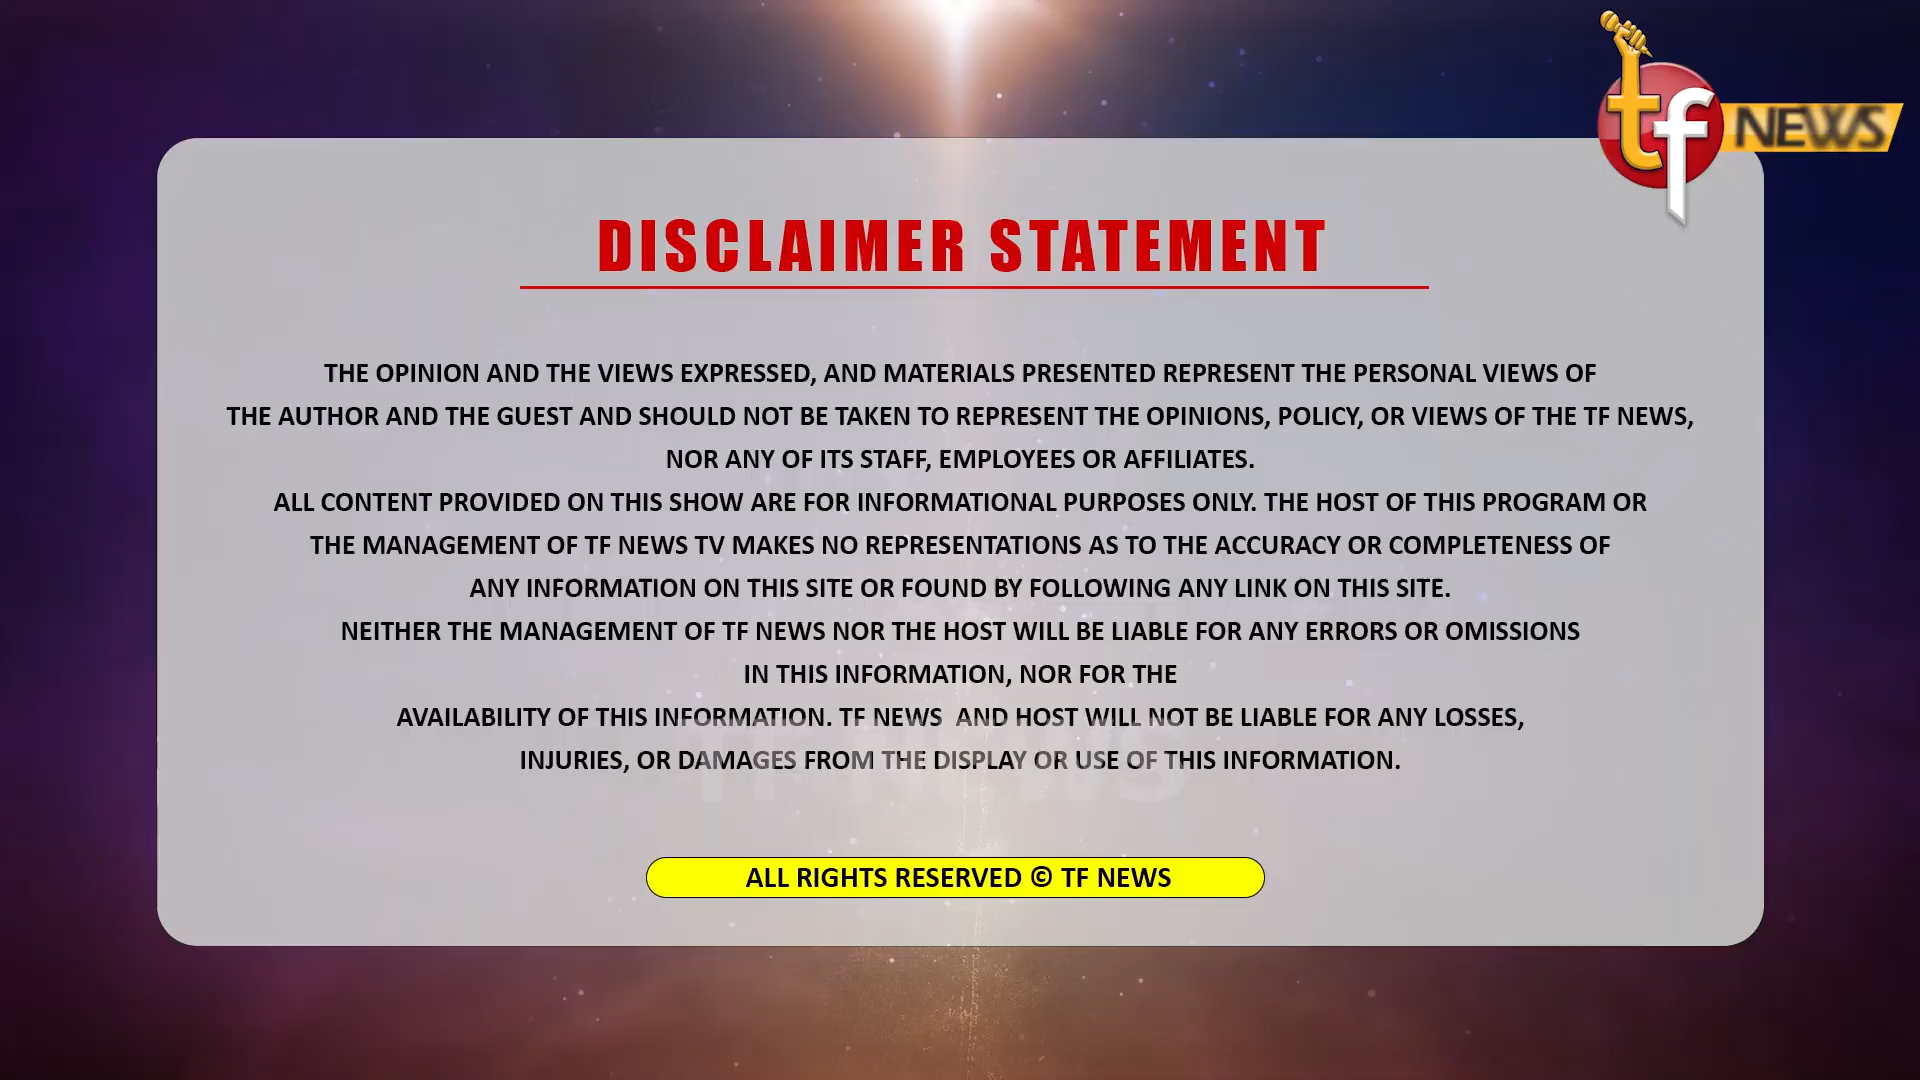 tf NEWS
DISCLAIMER STATEMENT
THE OPINION AND THE VIEWS EXPRESSED, AND MATERIALS PRESENTED REPRESENT THE PERSONAL VIEWS OF
THE AUTHOR AND THE GUEST AND SHOULD NOT BE TAKEN TO REPRESENT THE OPINIONS, POLICY, OR VIEWS OF THE TF NEWS,
NOR ANY OF ITS STAFF, EMPLOYEES OR AFFILIATES.
ALL CONTENT PROVIDED ON THIS SHOW ARE FOR INFORMATIONAL PURPOSES ONLY. THE HOST OF THIS PROGRAM OR
THE MANAGEMENT OF TF NEWS TV MAKES NO REPRESENTATIONS AS TO THE ACCURACY OR COMPLETENESS OF
ANY INFORMATION ON THIS SITE OR FOUND BY FOLLOWING ANY LINK ON THIS SITE.
NEITHER THE MANAGEMENT OF TF NEWS NOR THE HOST WILL BE LIABLE FOR ANY ERRORS OR OMISSIONS
IN THIS INFORMATION, NOR FOR THE
AVAILABILITY OF THIS INFORMATION. TF NEWS AND HOST WILL NOT BE LIABLE FOR ANY LOSSES,
INJURIES, OR DAMAGES FROM THE DISPLAY OR USE OF THIS INFORMATION.
TF NEWS
ALL RIGHTS RESERVED © TF NEWS